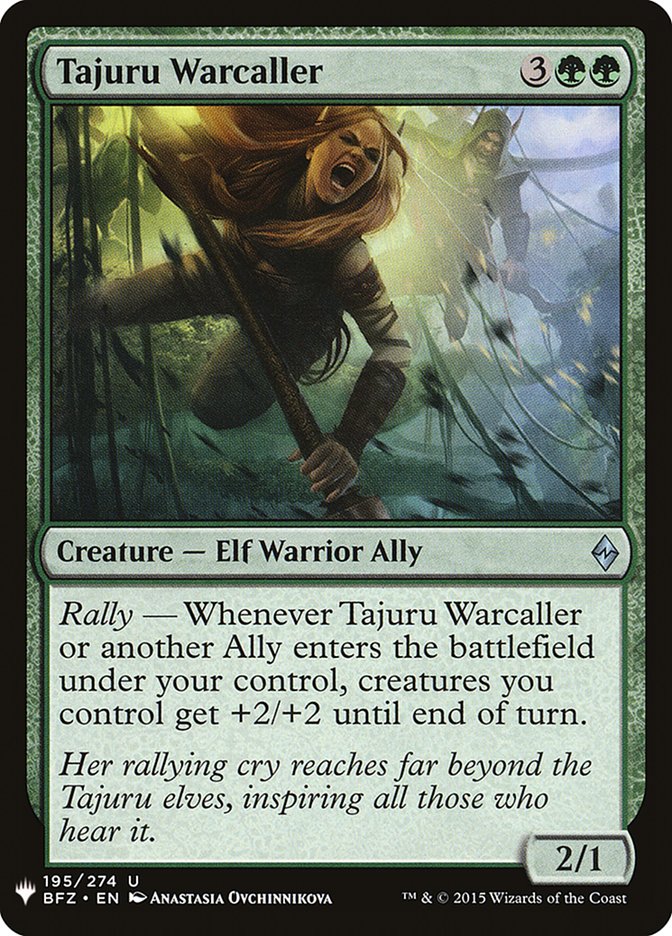 Tajuru Warcaller 3
Creature — Elf Warrior Ally
Rally — Whenever Tajuru Warcaller
or another Ally enters the battlefield
under your control, creatures you
control get +2/+2 until end of turn.
Her rallying cry reaches far beyond the
Tajuru elves, inspiring all those who
hear it.
2/1
195/274 U
BFZ • EN Anastasia Ovchinnikova ™ & © 2015 Wizards of the Coast